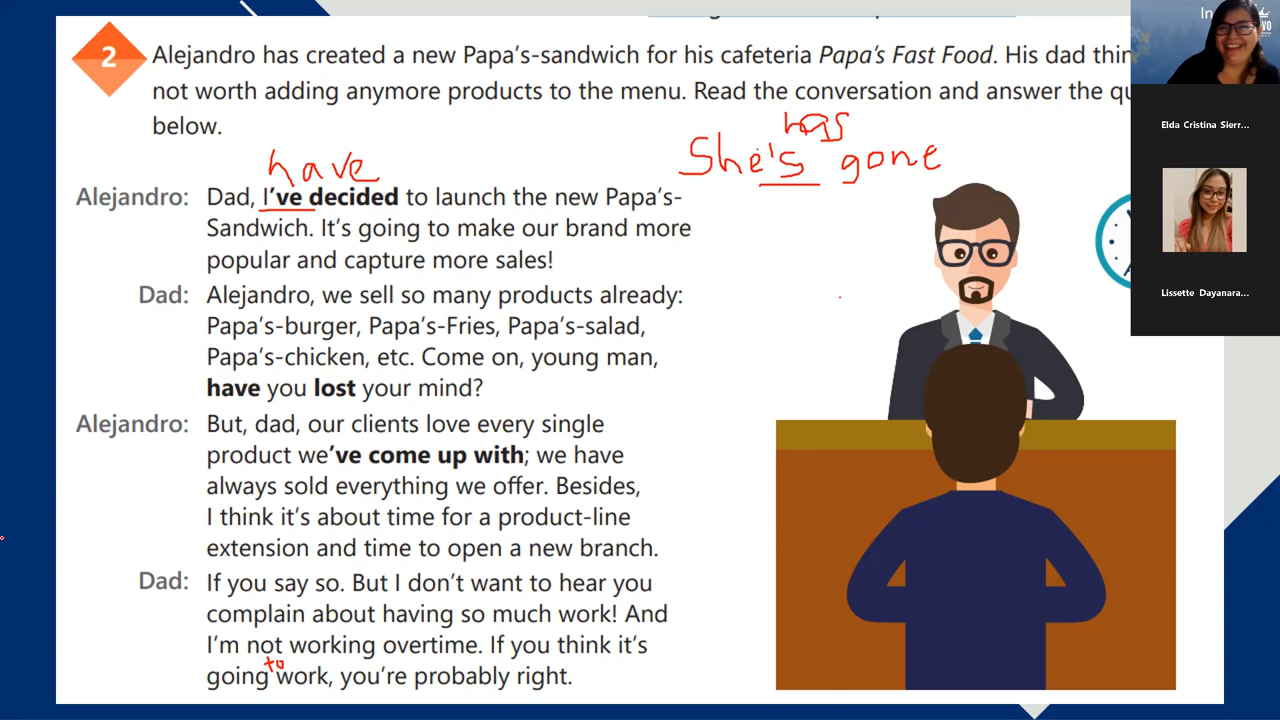 2
Alejandro has created a new Papa's-sandwich for his cafeteria Papa's Fast Food. His dad
not worth adding anymore products to the menu. Read the conversation and answer the
below.
have
She's gone
has
Alejandro: Dad, I've decided to launch the new Papa's-
Sandwich. It's going to make our brand more
popular and capture more sales!
Dad: Alejandro, we sell so many products already:
Papa's-burger, Papa's-Fries, Papa's-salad,
Papa's-chicken, etc. Come on, young man,
have you lost your mind?
Alejandro: But, dad, our clients love every single
product we've come up with; we have
always sold everything we offer. Besides,
I think it's about time for a product-line
extension and time to open a new branch.
Dad: If you say so. But I don't want to hear you
complain about having so much work! And
I'm not working overtime. If you think it's
to
going work, you're probably right.
Elda Cristina Sierr...
Lissette Dayanara...